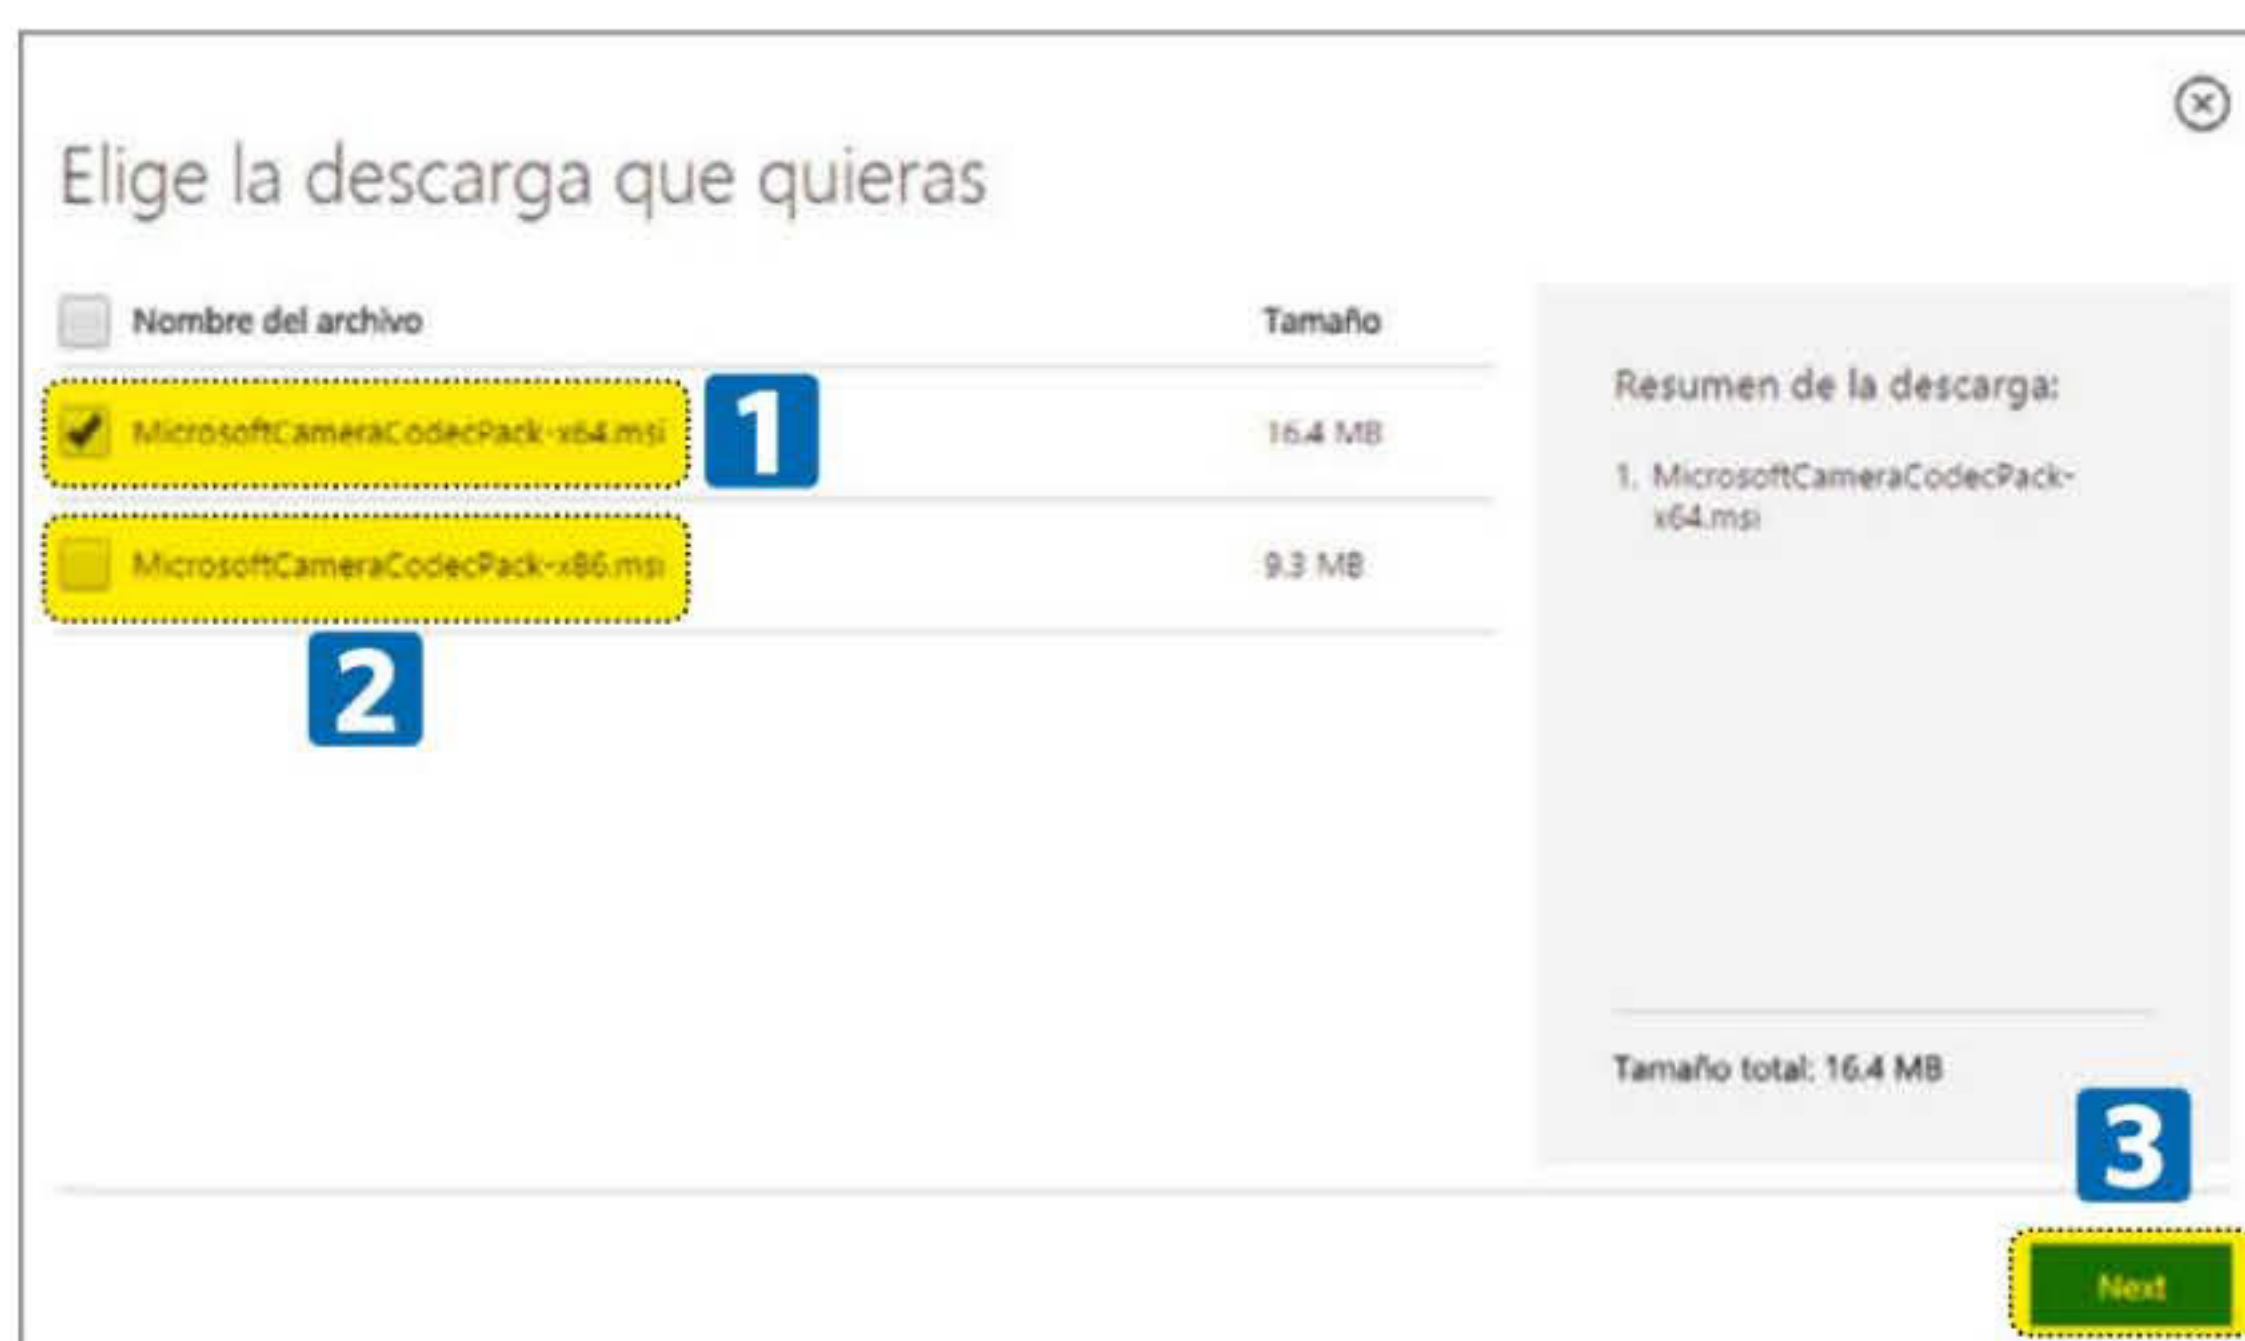 Elige la descarga que quieras
Nombre del archivo Tamaño
MicrosoftCameraCodecPack-x64.msi 1 16.4 MB
MicrosoftCameraCodecPack-x86.msi 9.3 MB
2
Resumen de la descarga:
1. MicrosoftCameraCodecPack-
x64.msi
Tamaño total: 16.4 MB
3
Next